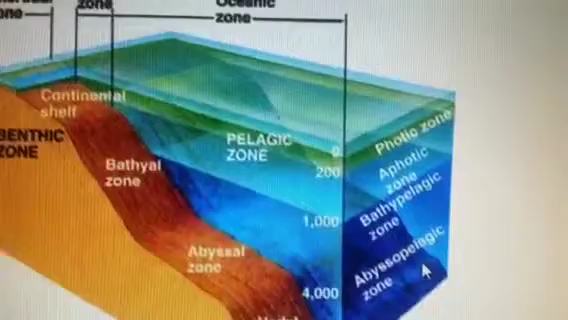 zone
Oceanic
zone
Continental
shelf
BENTHIC
ZONE
Bathyal
zone
PELAGIC
ZONE
0
200
1,000
4,000
Abyssal
zone
Photic zone
Aphotic
zone
Bathypelagic
zone
Abyssopelagic
zone